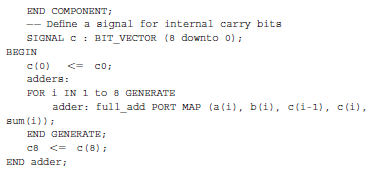 END COMPONENT;
—— Define a signal for internal carry bits
SIGNAL c : BIT_VECTOR (8 downto 0);
BEGIN
c(0) <= c0;
adders:
FOR i IN 1 to 8 GENERATE
adder: full_add PORT MAP (a(i), b(i), c(i-1), c(i),
sum(i));
END GENERATE;
c8 <= c(8);
END adder;